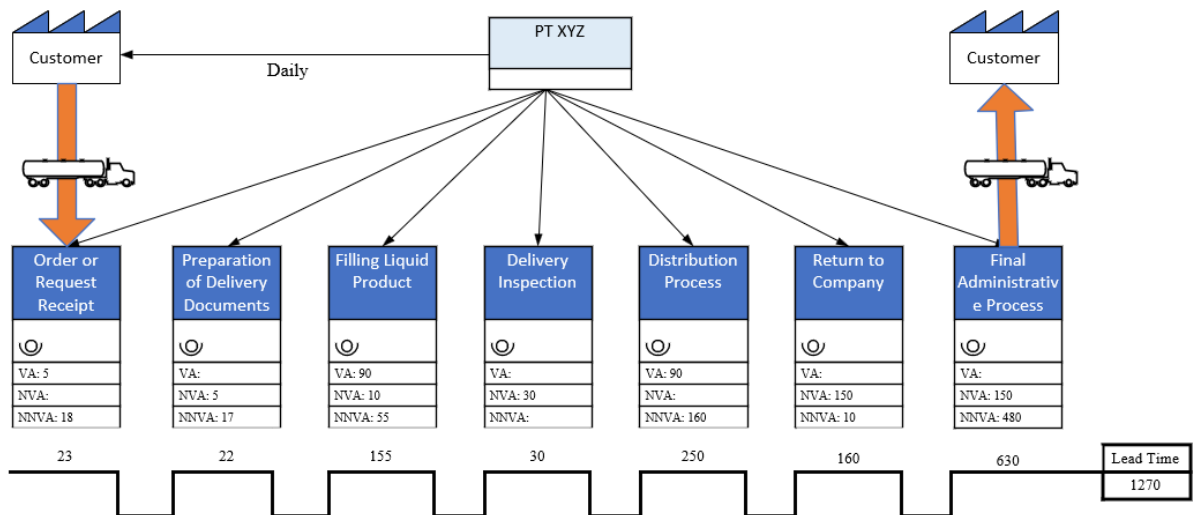 PT XYZ
Customer
Customer
Daily
Order or
Request
Receipt
VA: 5
NVA:
NNVA: 18
Preparation
of Delivery
Documents
VA:
NVA: 5
NNVA: 17
Filling Liquid
Product
VA: 90
NVA: 10
NNVA: 55
Delivery
Inspection
VA:
NVA: 30
NNVA:
Distribution
Process
VA: 90
NVA:
NNVA: 160
Return to
Company
VA:
NVA: 150
NNVA: 10
Final
Administrativ
e Process
VA:
NVA: 150
NNVA: 480
23
22
155
30
250
160
630
Lead Time
1270